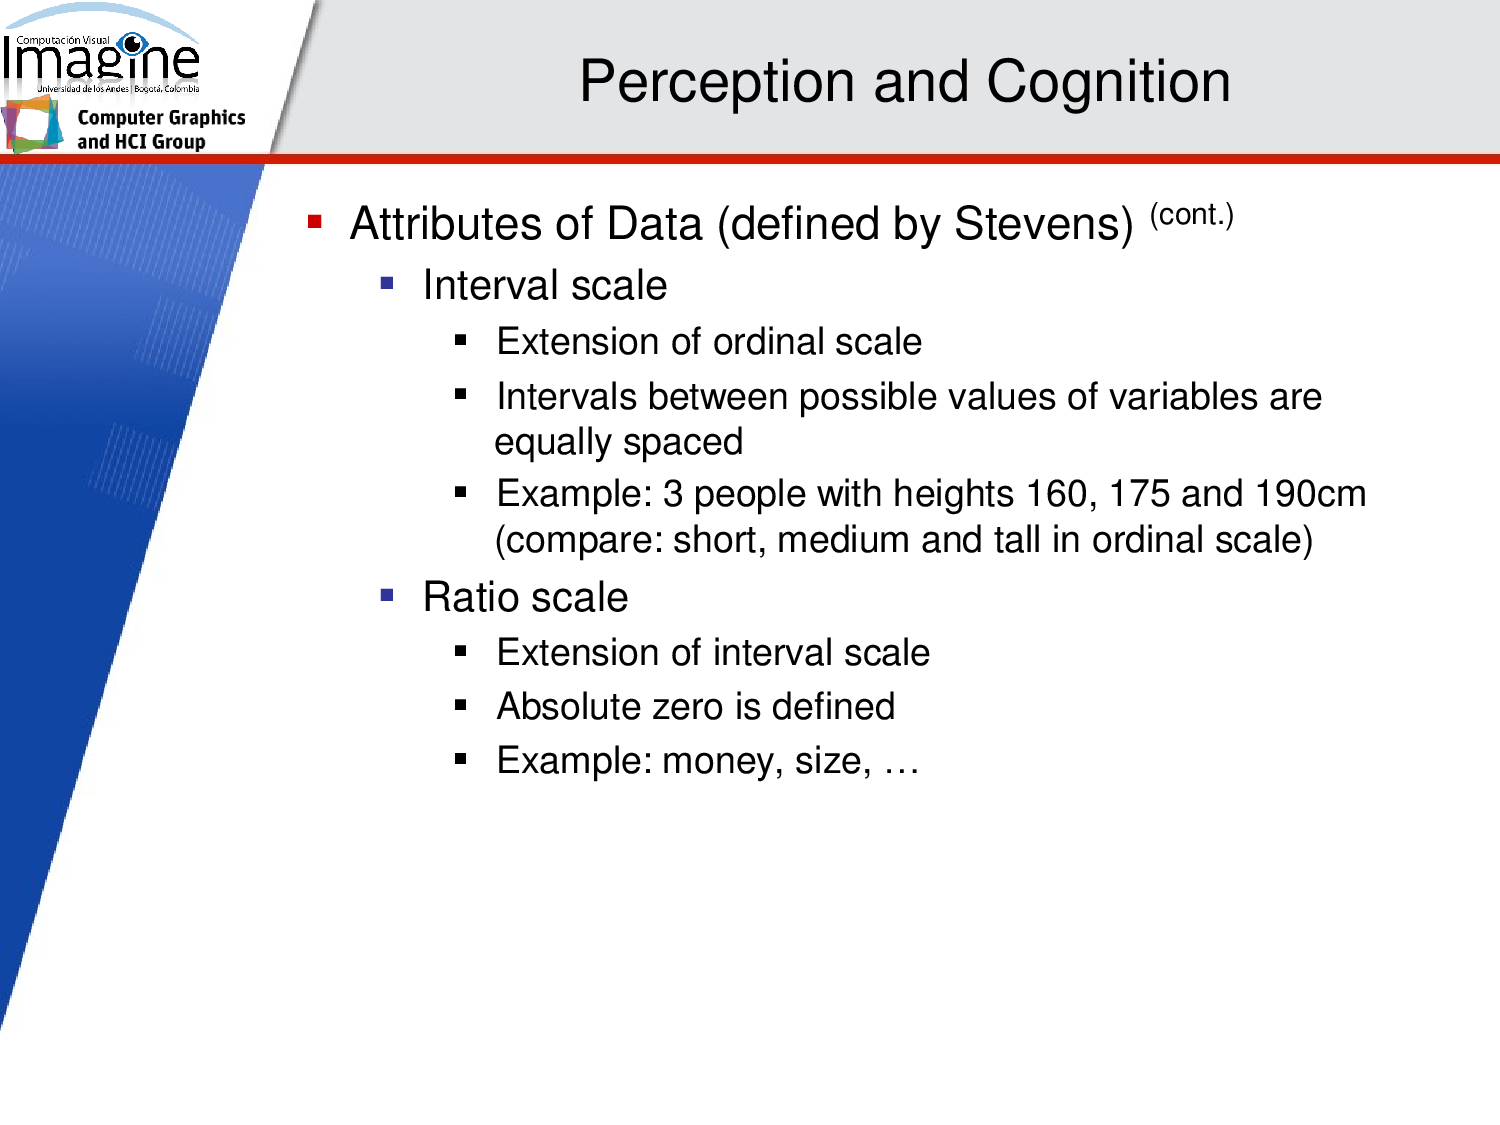 Computación Visual
Imagine
Universidad de los Andes | Bogotá, Colombia
Computer Graphics
and HCI Group
Perception and Cognition
Attributes of Data (defined by Stevens) (cont.)
Interval scale
Extension of ordinal scale
Intervals between possible values of variables are
equally spaced
Example: 3 people with heights 160, 175 and 190cm
(compare: short, medium and tall in ordinal scale)
Ratio scale
Extension of interval scale
Absolute zero is defined
Example: money, size, …